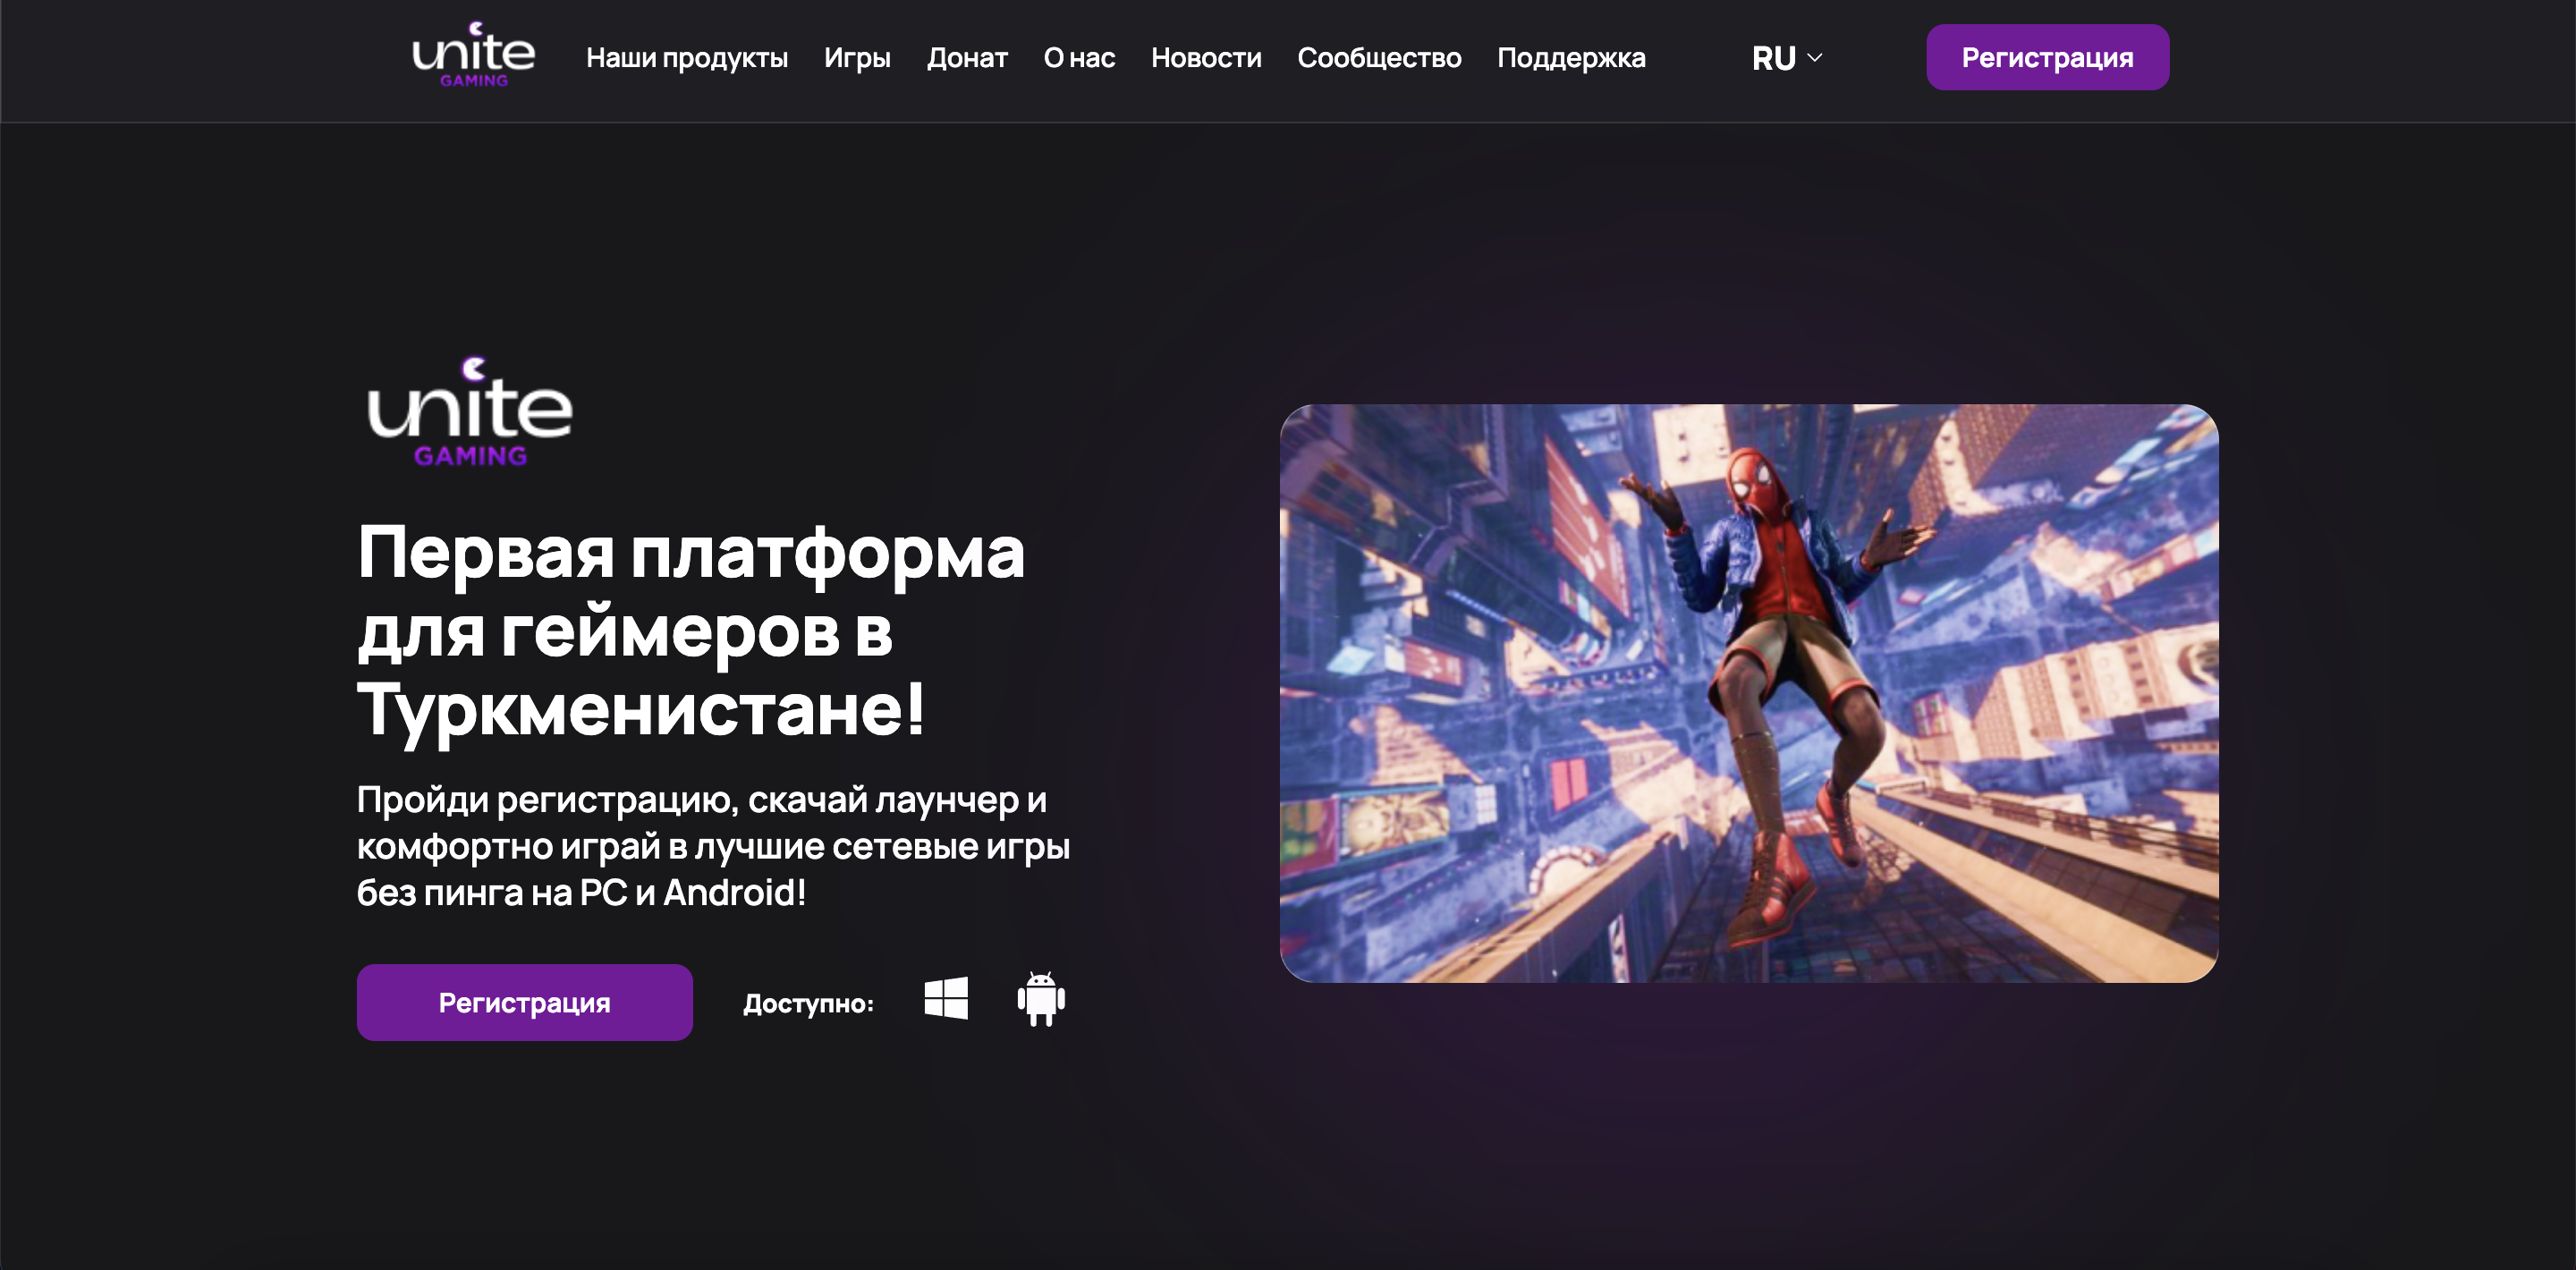 unite
GAMING
Наши продукты
Игры
Донат
О нас
Новости
Сообщество
Поддержка
RU
Регистрация
unite
GAMING
Первая платформа
для геймеров в
Туркменистане!
Пройди регистрацию, скачай лаунчер и
комфортно играй в лучшие сетевые игры
без пинга на PC и Android!
Регистрация
Доступно: